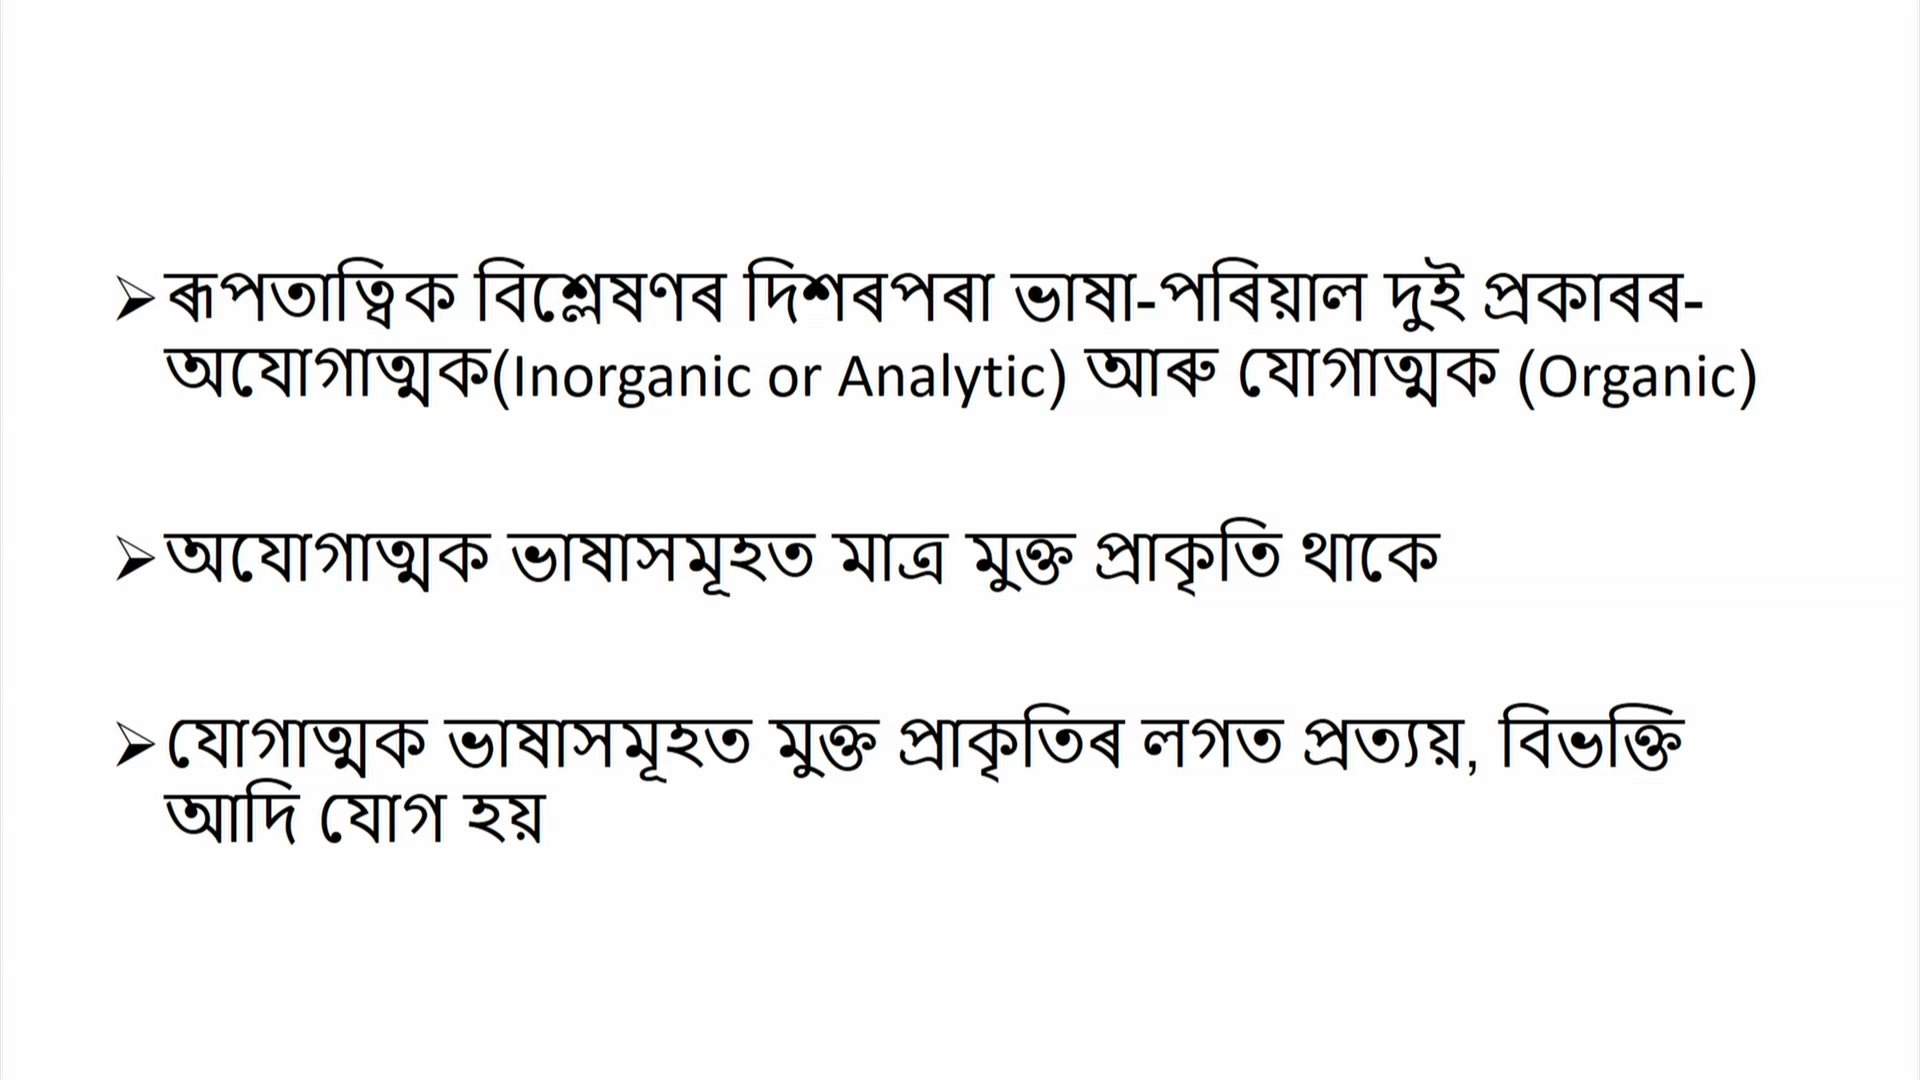 ➢ৰূপতাত্বিক বিশ্লেষণৰ দিশৰপৰা ভাষা-পৰিয়াল দুই প্ৰকাৰৰ-
অযোগাত্মক(Inorganic or Analytic) আৰু যোগাত্মক (Organic)
➢অযোগাত্মক ভাষাসমূহত মাত্ৰ মুক্ত প্ৰাকৃতি থাকে
➢যোগাত্মক ভাষাসমূহত মুক্ত প্ৰাকৃতিৰ লগত প্ৰত্যয়, বিভক্তি
আদি যোগ হয়